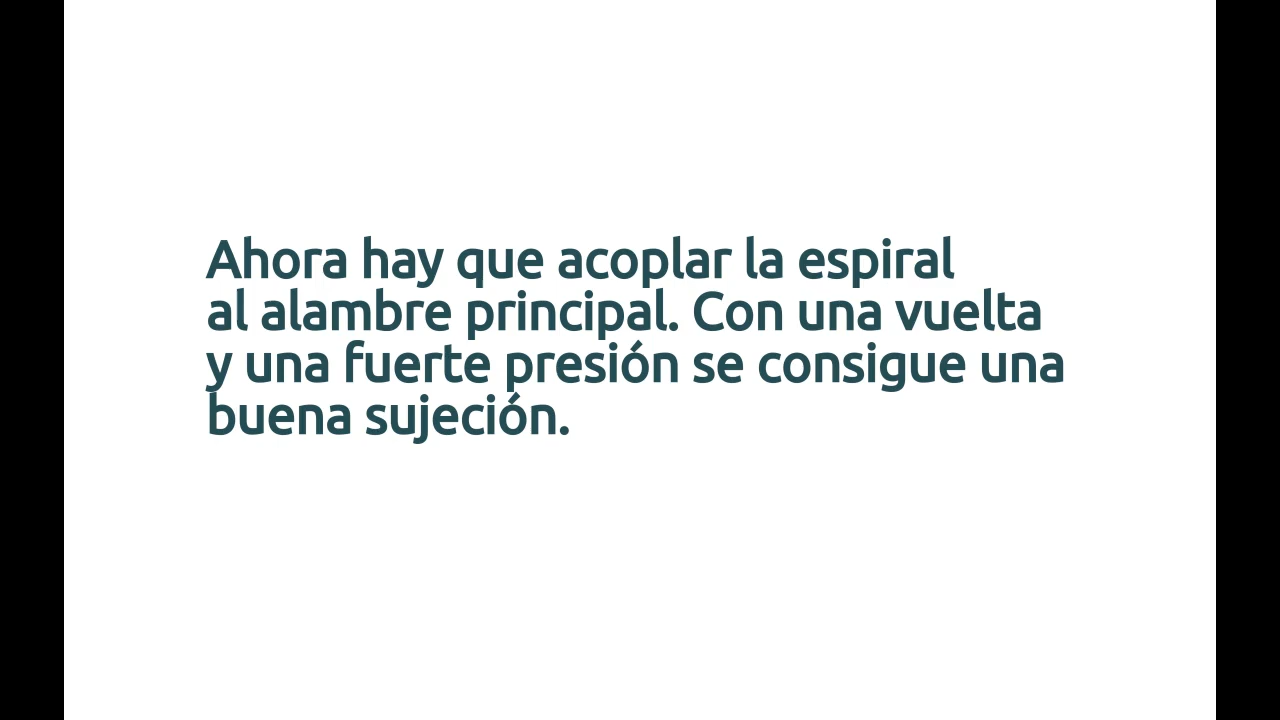 Ahora hay que acoplar la espiral
al alambre principal. Con una vuelta
y una fuerte presión se consigue una
buena sujeción.